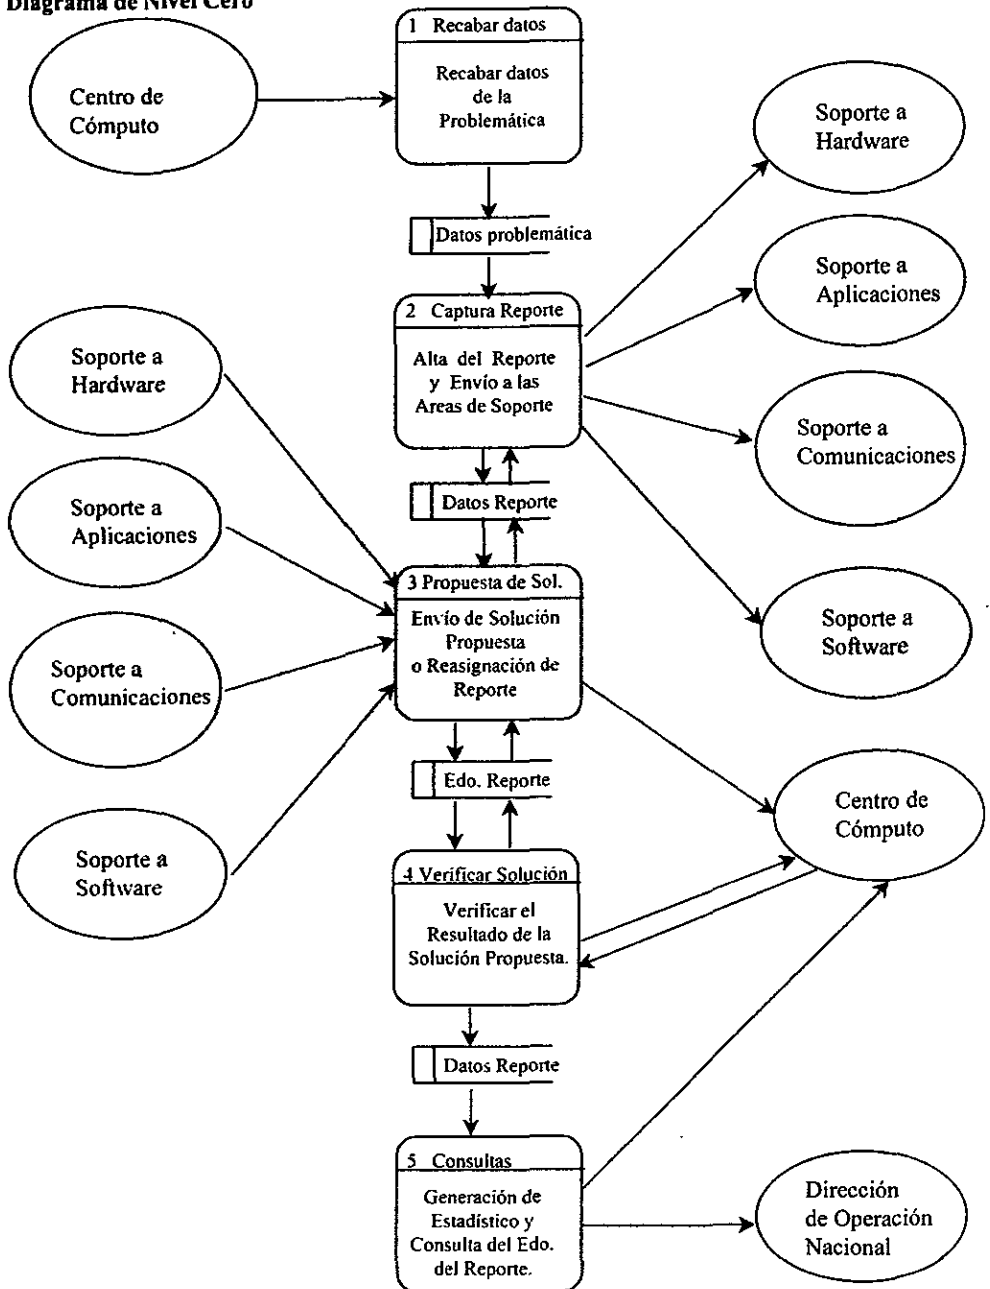 Diagrama de Nivel Cero
1 Recabar datos
Recabar datos
de la
Problemática
Centro de
Cómputo
Soporte a
Hardware
Datos problemática
Soporte a
Aplicaciones
2 Captura Reporte
Alta del Reporte
y Envío a las
Areas de Soporte
Soporte a
Hardware
Soporte a
Comunicaciones
Datos Reporte
Soporte a
Aplicaciones
3 Propuesta de Sol.
Envío de Solución
Propuesta
o Reasignación de
Reporte
Soporte a
Software
Soporte a
Comunicaciones
Edo. Reporte
Centro de
Cómputo
Soporte a
Software
4 Verificar Solución
Verificar el
Resultado de la
Solución Propuesta.
Datos Reporte
5 Consultas
Generación de
Estadístico y
Consulta del Edo.
del Reporte.
Dirección
de Operación
Nacional